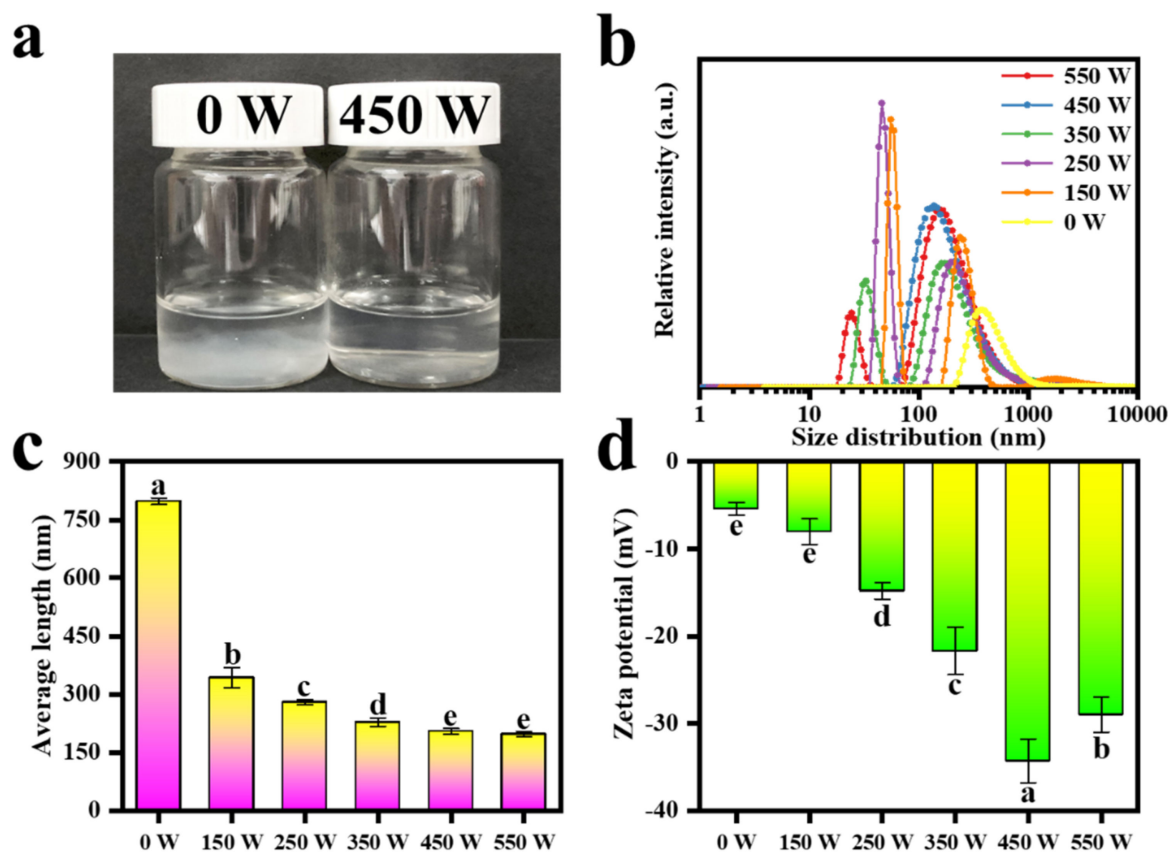 a
0 W 450 W
b
Relative intensity (a.u.)
550 W
450 W
350 W
250 W
150 W
0 W
1 10 100 1000 10000
Size distribution (nm)
c
Average length (nm)
900
750
600
450
300
150
0
a
b
c
d
e
e
0 W 150 W 250 W 350 W 450 W 550 W
d
Zeta potential (mV)
0
-10
-20
-30
-40
e
e
d
c
a
b
0 W 150 W 250 W 350 W 450 W 550 W